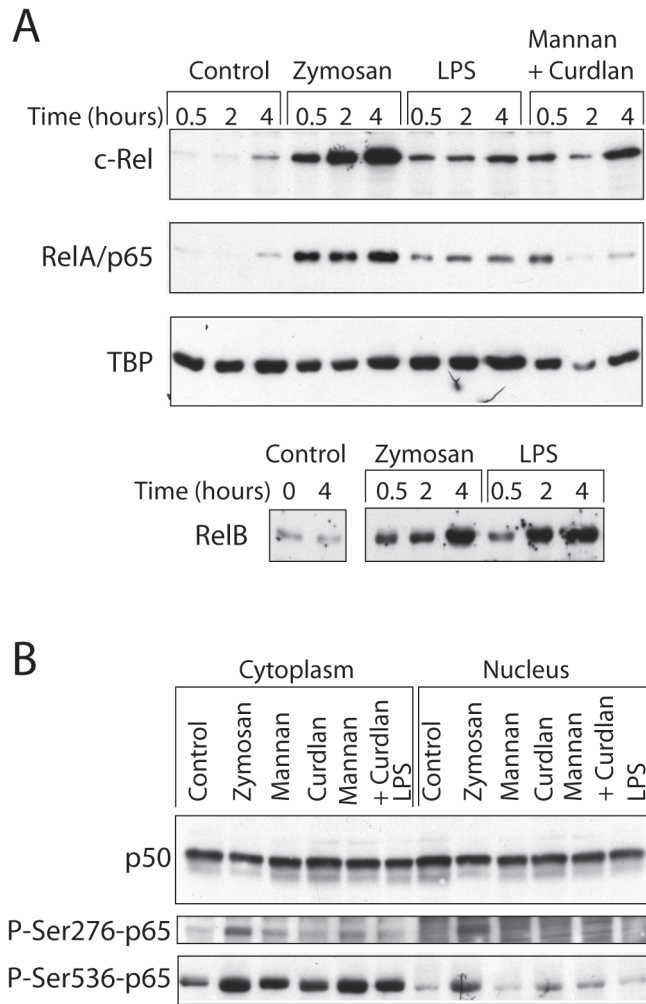 A
Control Zymosan LPS Mannan + Curdlan
Time (hours) 0.5 2 4 0.5 2 4 0.5 2 4 0.5 2 4
c-Rel
RelA/p65
TBP
Control Zymosan LPS
Time (hours) 0 4 0.5 2 4 0.5 2 4
RelB
B
Cytoplasm Nucleus
Control Zymosan Mannan Curdlan Mannan + Curdlan LPS Control Zymosan Mannan Curdlan Mannan + Curdlan LPS
p50
P-Ser276-p65
P-Ser536-p65